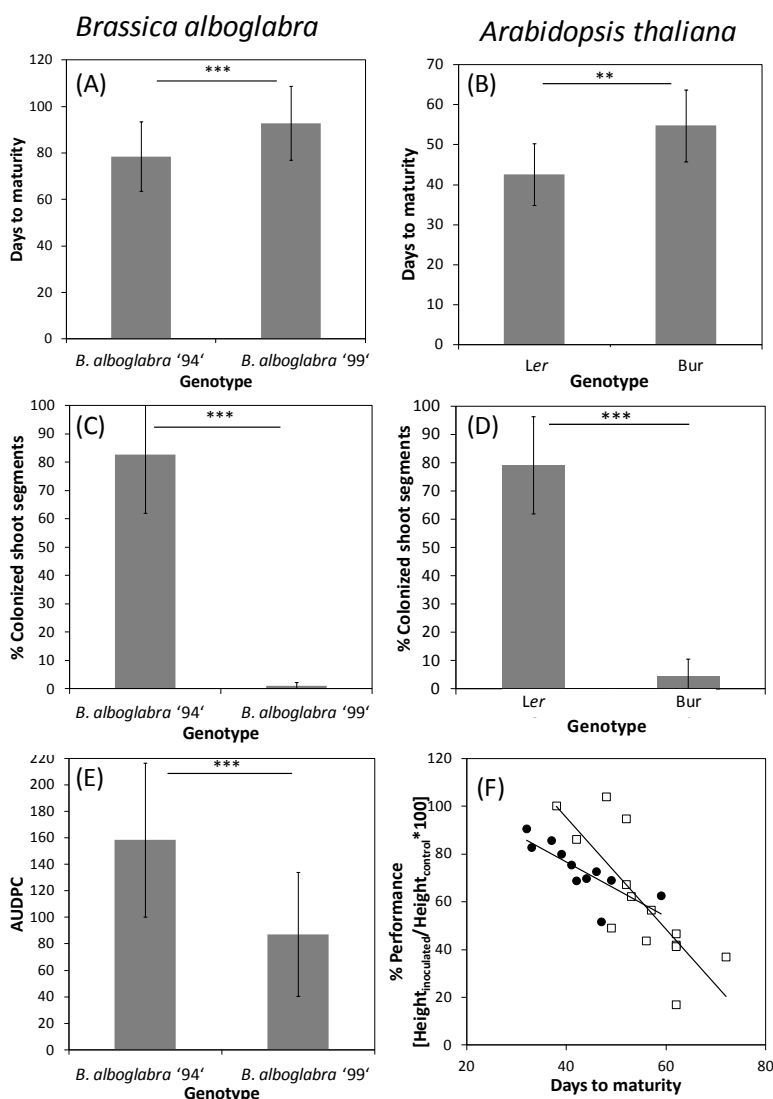 Brassica alboglabra
Arabidopsis thaliana
(A)
***
Days to maturity
120
100
80
60
40
20
0
B. alboglabra ‘94‘ B. alboglabra ‘99‘
Genotype
(B)
**
Days to maturity
70
60
50
40
30
20
10
0
Ler Bur
Genotype
(C)
***
% Colonized shoot segments
100
90
80
70
60
50
40
30
20
10
0
B. alboglabra ‘94‘ B. alboglabra ‘99‘
Genotype
(D)
***
% Colonized shoot segments
100
90
80
70
60
50
40
30
20
10
0
Ler Bur
Genotype
(E)
***
AUDPC
220
200
180
160
140
120
100
80
60
40
20
0
B. alboglabra ‘94‘ B. alboglabra ‘99‘
Genotype
(F)
% Performance
[Height inoculated/Height control*100]
120
100
80
60
40
20
0
20 40 60 80
Days to maturity